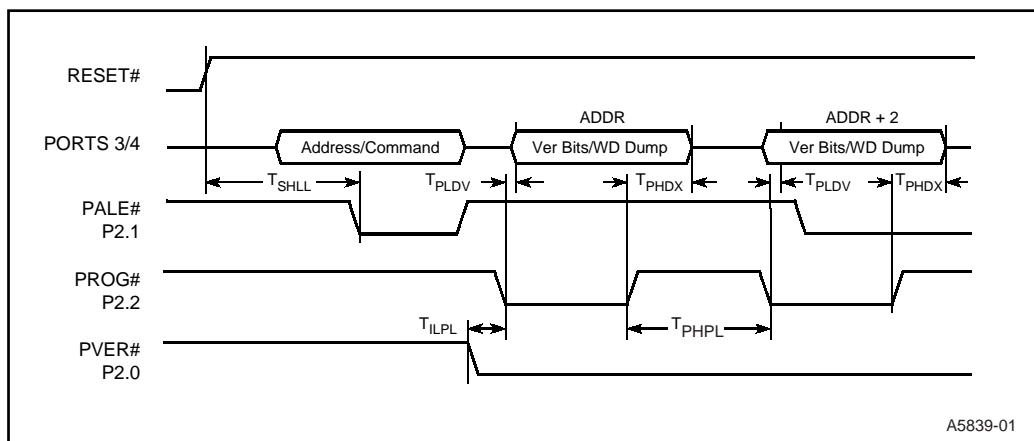 RESET#
ADDR
ADDR + 2
PORTS 3/4
Address/Command
Ver Bits/WD Dump
Ver Bits/WD Dump
TSHLL
TPLDV
TPHDX
TPLDV
TPHDX
PALE#
P2.1
PROG#
P2.2
TILPL
TPHPL
PVER#
P2.0
A5839-01